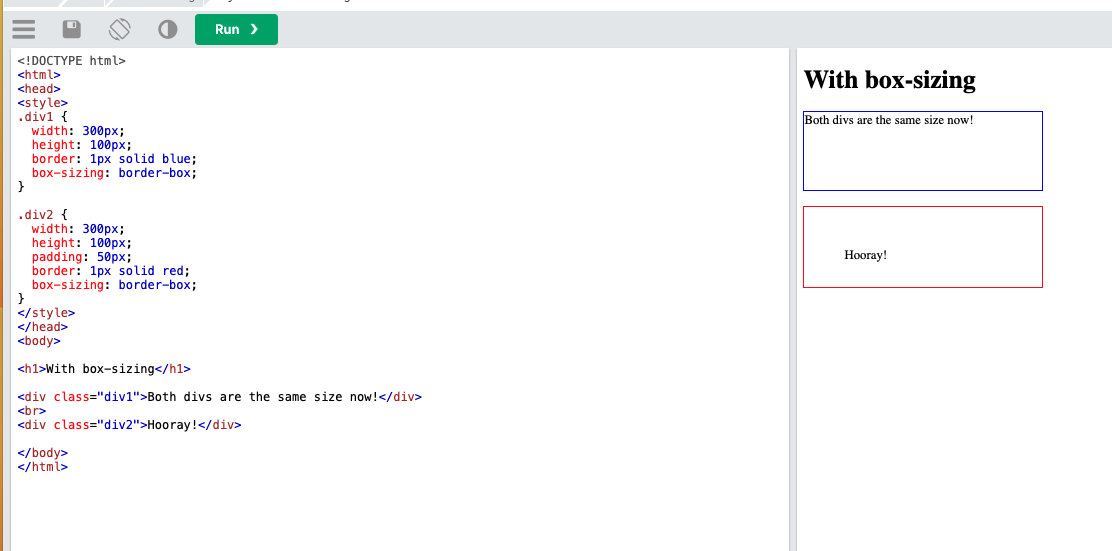 Run ❯
<!DOCTYPE html>
<html>
<head>
<style>
.div1 {
  width: 300px;
  height: 100px;
  border: 1px solid blue;
  box-sizing: border-box;
}

.div2 {
  width: 300px;
  height: 100px;
  padding: 50px;
  border: 1px solid red;
  box-sizing: border-box;
}
</style>
</head>
<body>

<h1>With box-sizing</h1>

<div class="div1">Both divs are the same size now!</div>
<br>
<div class="div2">Hooray!</div>

</body>
</html>
With box-sizing
Both divs are the same size now!
Hooray!